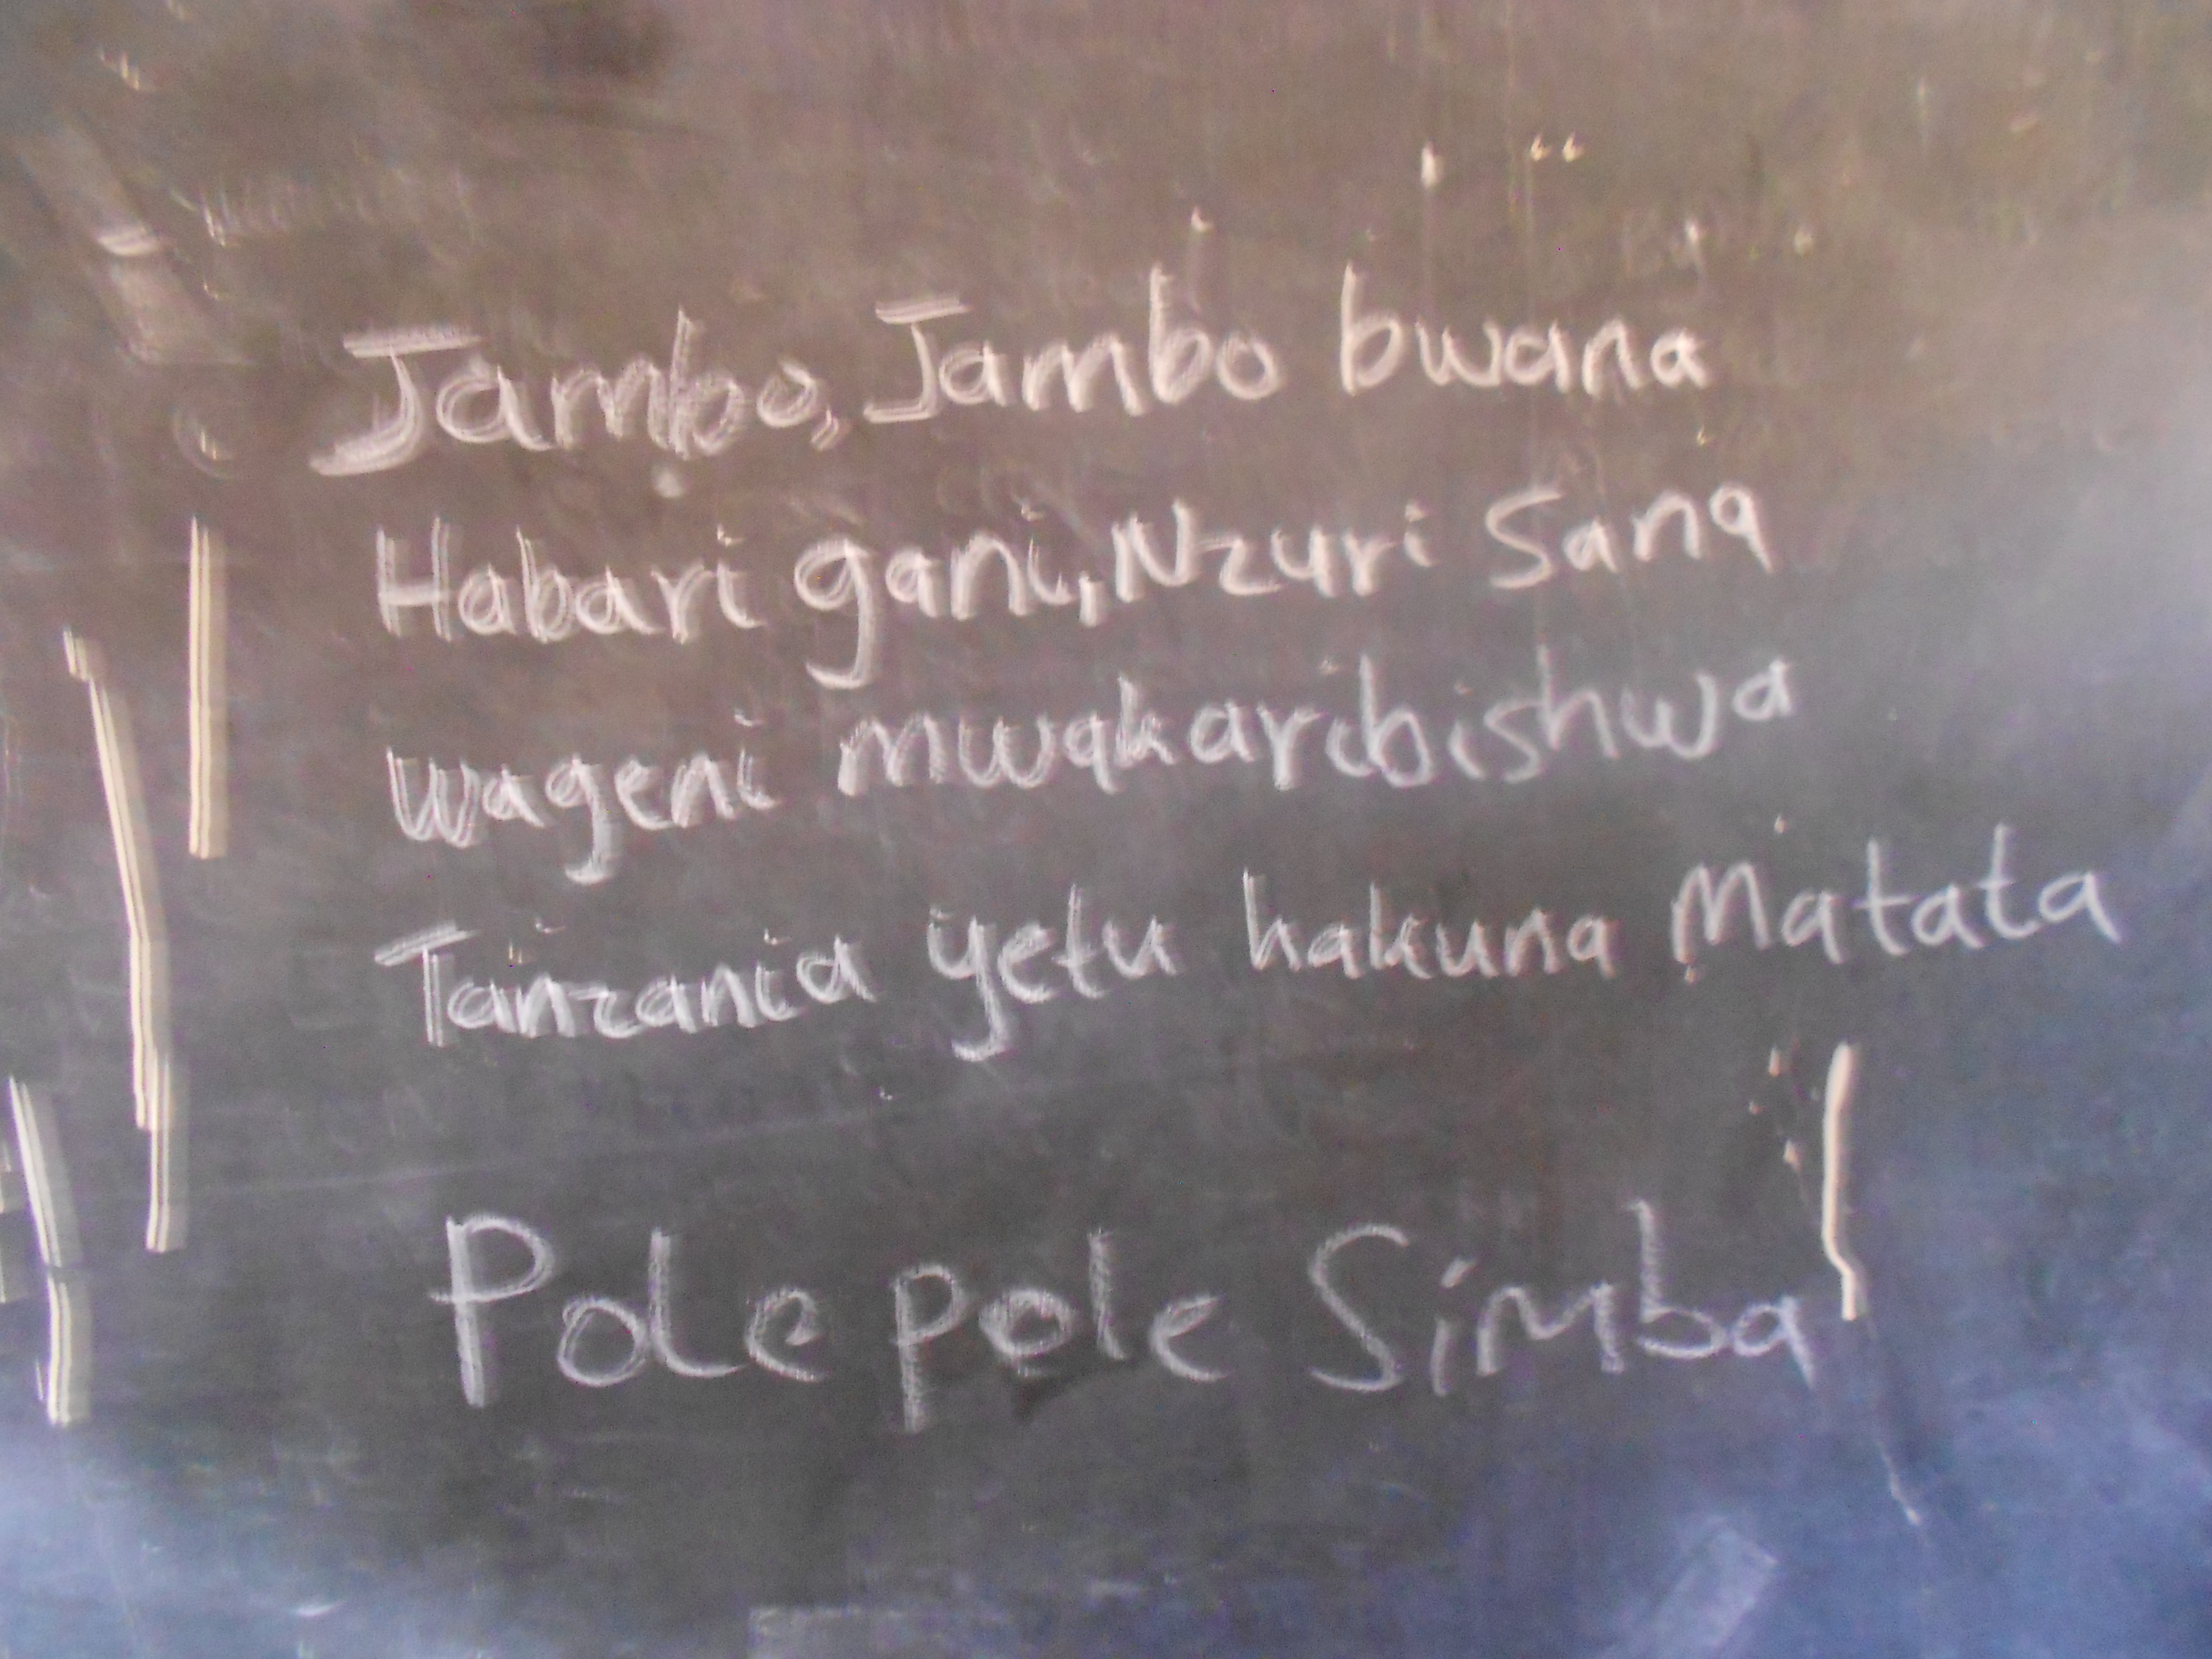 Jambo, Jambo bwana
Habari gani, Nzuri Sana
wageni mwakaribishwa
Tanzania yetu hakuna Matata
Pole pole Simba